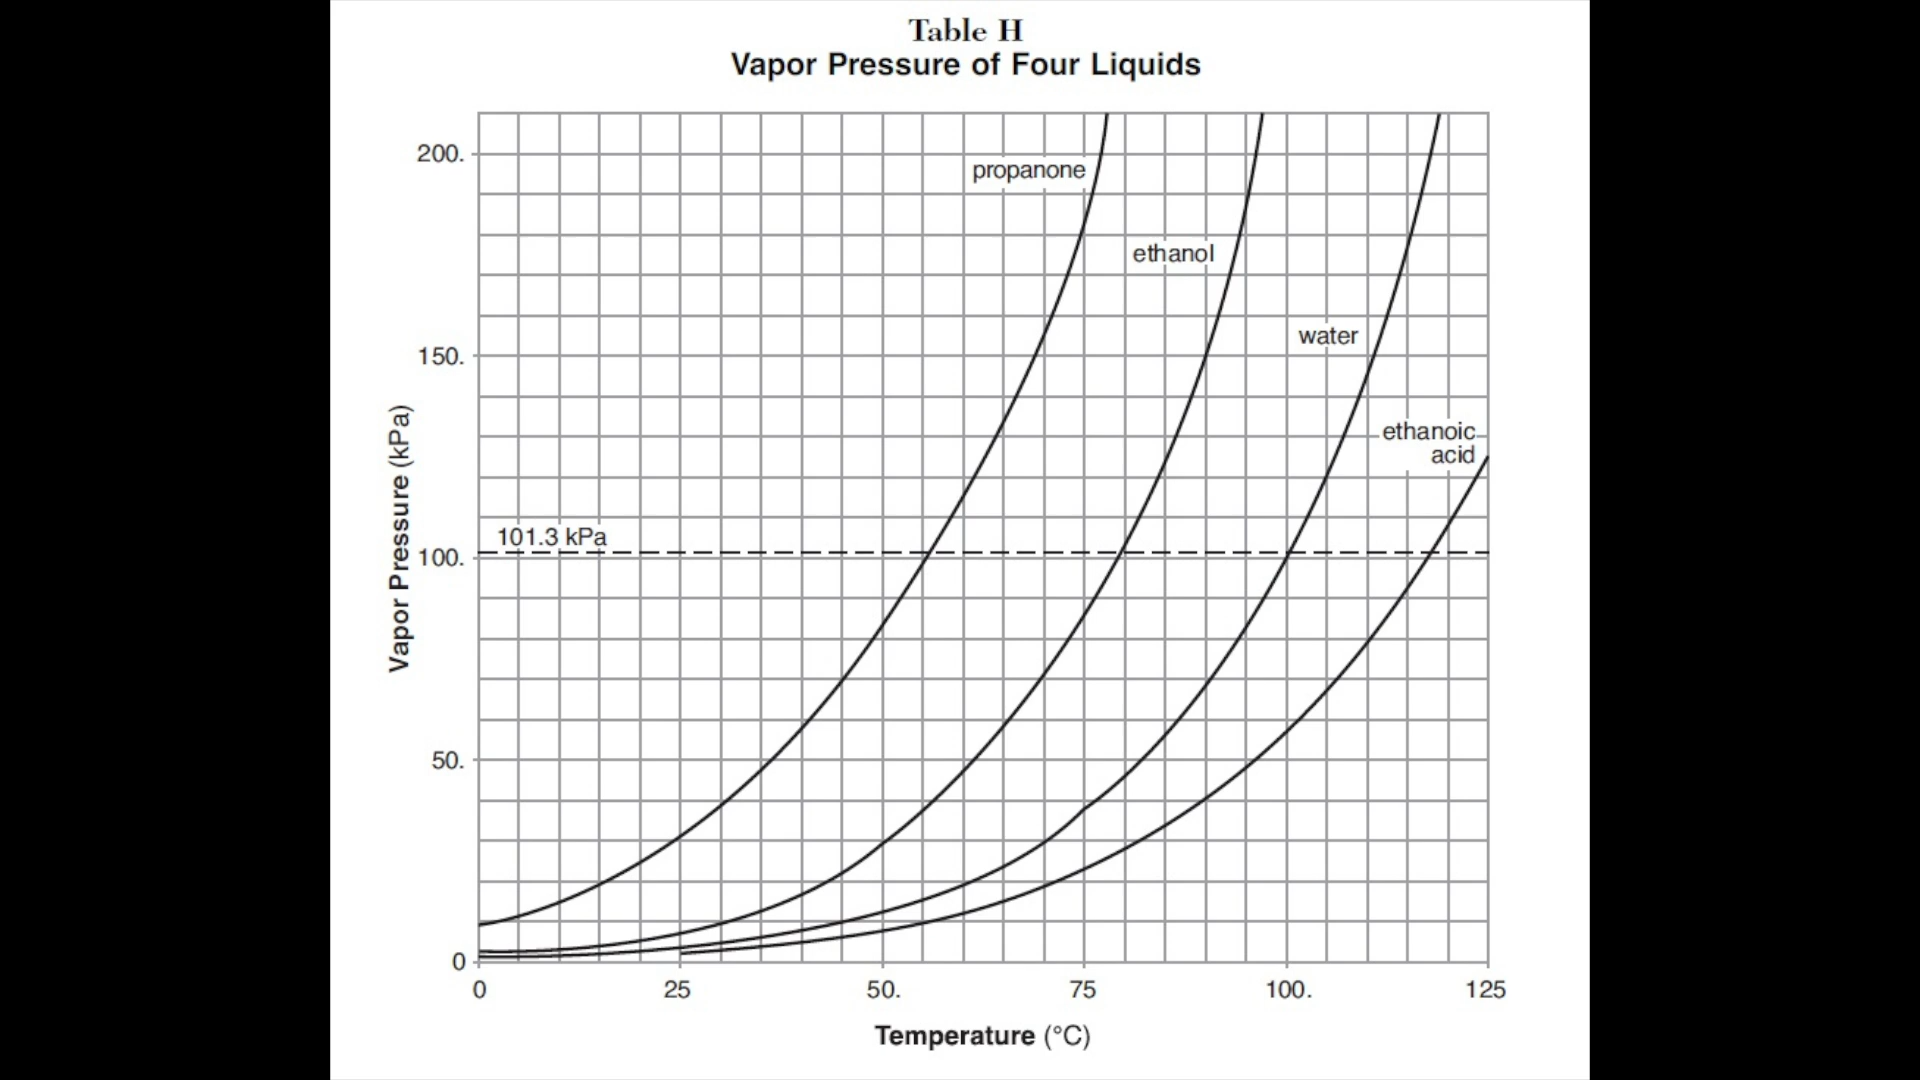 Table H
Vapor Pressure of Four Liquids
200.
propanone
ethanol
water
150.
ethanoic
acid
Vapor Pressure (kPa)
101.3 kPa
100.
50.
0
0 25 50. 75 100. 125
Temperature (°C)